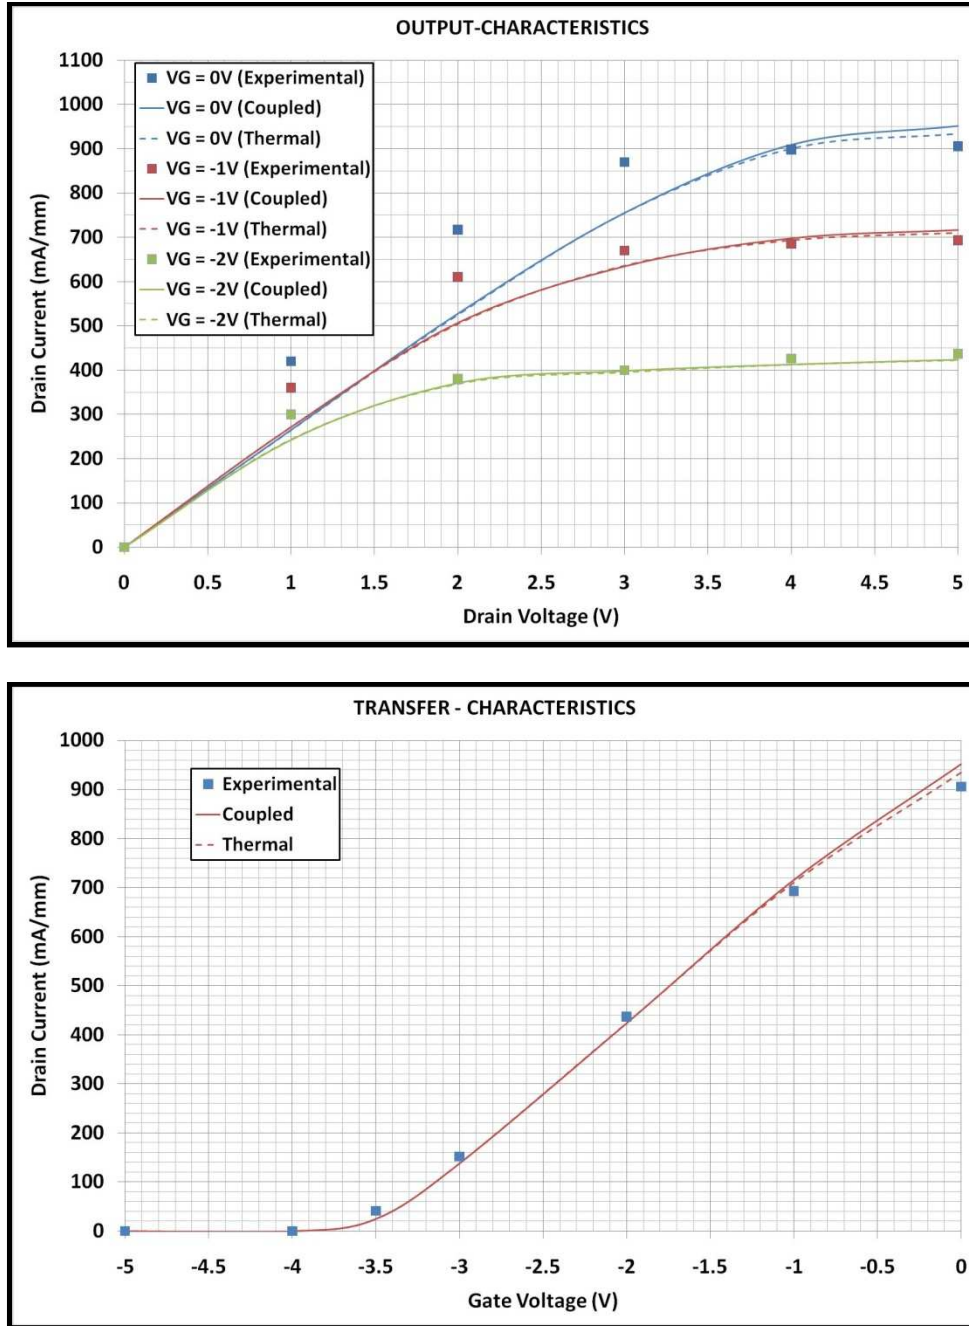 OUTPUT-CHARACTERISTICS
1100
1000
900
800
700
600
500
400
300
200
100
0
Drain Current (mA/mm)
VG = 0V (Experimental)
VG = 0V (Coupled)
VG = 0V (Thermal)
VG = -1V (Experimental)
VG = -1V (Coupled)
VG = -1V (Thermal)
VG = -2V (Experimental)
VG = -2V (Coupled)
VG = -2V (Thermal)
0 0.5 1 1.5 2 2.5 3 3.5 4 4.5 5
Drain Voltage (V)
TRANSFER - CHARACTERISTICS
1000
900
800
700
600
500
400
300
200
100
0
Drain Current (mA/mm)
Experimental
Coupled
Thermal
-5 -4.5 -4 -3.5 -3 -2.5 -2 -1.5 -1 -0.5 0
Gate Voltage (V)